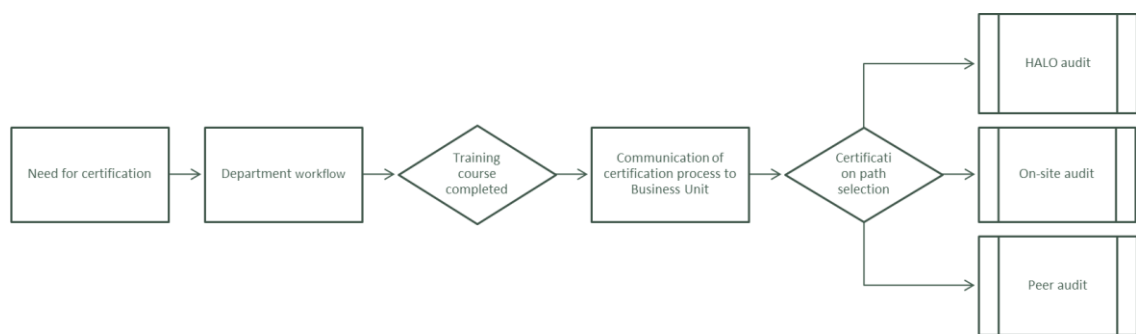 Need for certification
Department workflow
Training
course
completed
Communication of
certification process to
Business Unit
Certificati
on path
selection
HALO audit
On-site audit
Peer audit